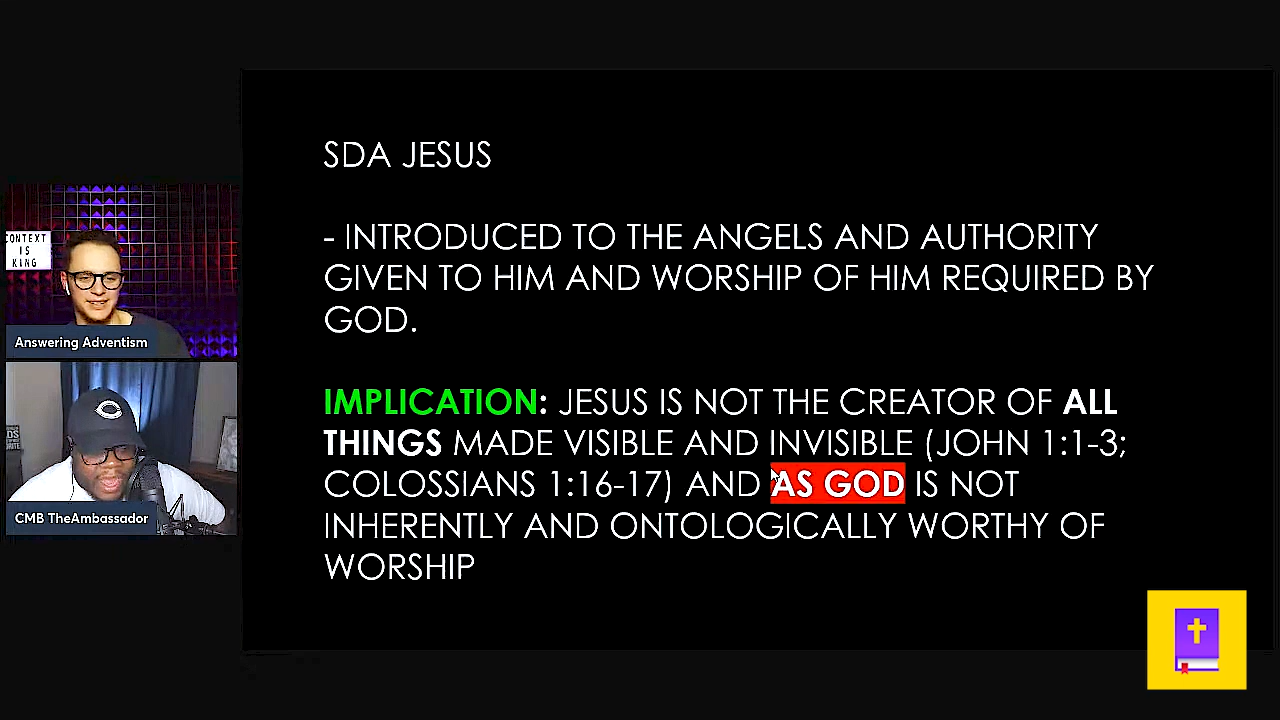 SDA JESUS
- INTRODUCED TO THE ANGELS AND AUTHORITY
GIVEN TO HIM AND WORSHIP OF HIM REQUIRED BY
GOD.
IMPLICATION: JESUS IS NOT THE CREATOR OF ALL
THINGS MADE VISIBLE AND INVISIBLE (JOHN 1:1-3;
COLOSSIANS 1:16-17) AND AS GOD IS NOT
INHERENTLY AND ONTOLOGICALLY WORTHY OF
WORSHIP
CONTEXT
IS
KING
Answering Adventism
CMB TheAmbassador